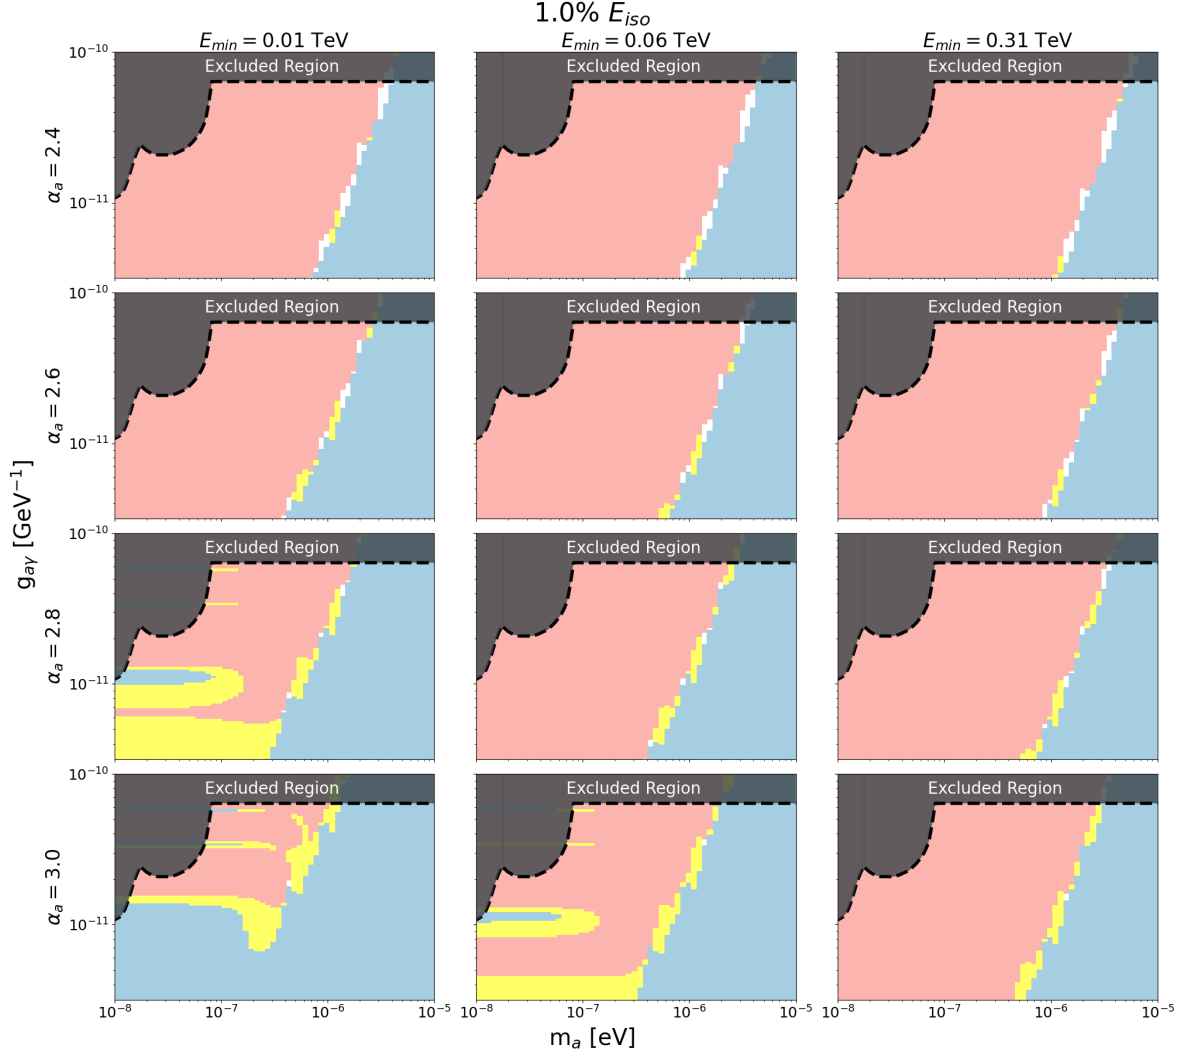 1.0% E_iso
E_min = 0.01 TeV
E_min = 0.06 TeV
E_min = 0.31 TeV
α_a = 2.4
10⁻¹⁰
10⁻¹¹
Excluded Region
Excluded Region
Excluded Region
α_a = 2.6
10⁻¹⁰
10⁻¹¹
Excluded Region
Excluded Region
Excluded Region
g_aγ [GeV⁻¹]
α_a = 2.8
10⁻¹⁰
10⁻¹¹
Excluded Region
Excluded Region
Excluded Region
α_a = 3.0
10⁻¹⁰
10⁻¹¹
Excluded Region
Excluded Region
Excluded Region
10⁻⁸ 10⁻⁷ 10⁻⁶ 10⁻⁵
10⁻⁸ 10⁻⁷ 10⁻⁶ 10⁻⁵
10⁻⁸ 10⁻⁷ 10⁻⁶ 10⁻⁵
m_a [eV]